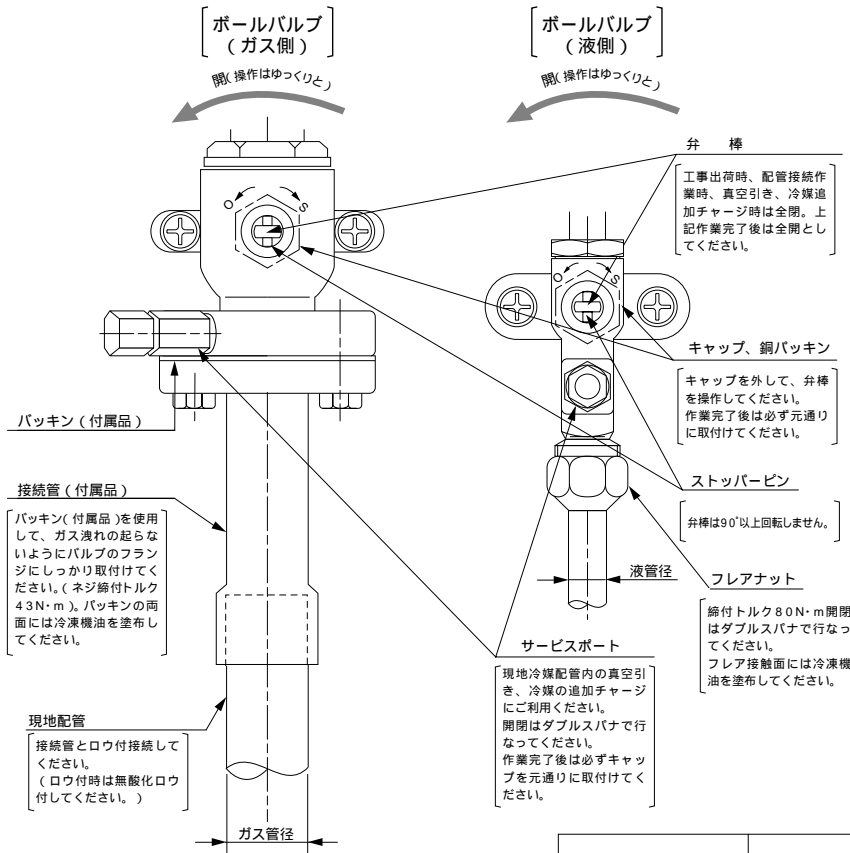 ボールバルブ
(ガス側)
開(操作はゆっくりと)
ボールバルブ
(液側)
開(操作はゆっくりと)
O
S
O
S
弁　棒
工事出荷時、配管接続作
業時、真空引き、冷媒追
加チャージ時は全閉。上
記作業完了後は全開とし
てください。
キャップ、銅パッキン
キャップを外して、弁棒
を操作してください。
作業完了後は必ず元通り
に取付けてください。
ストッパーピン
弁棒は90°以上回転しません。
フレアナット
締付トルク80N・m開閉
はダブルスパナで行なっ
てください。
フレア接触面には冷凍機
油を塗布してください。
液管径
サービスポート
現地冷媒配管内の真空引
き、冷媒の追加チャージ
にご利用ください。
開閉はダブルスパナで行
なってください。
作業完了後は必ずキャッ
プを元通りに取付けてく
ださい。
パッキン(付属品)
接続管(付属品)
パッキン(付属品)を使用
して、ガス洩れの起らな
いようにバルブのフラン
ジにしっかり取付けてく
ださい。(ネジ締付トルク
43N・m)。パッキンの両
面には冷凍機油を塗布し
てください。
現地配管
接続管とロウ付接続して
ください。
(ロウ付時は無酸化ロウ
付してください。)
ガス管径